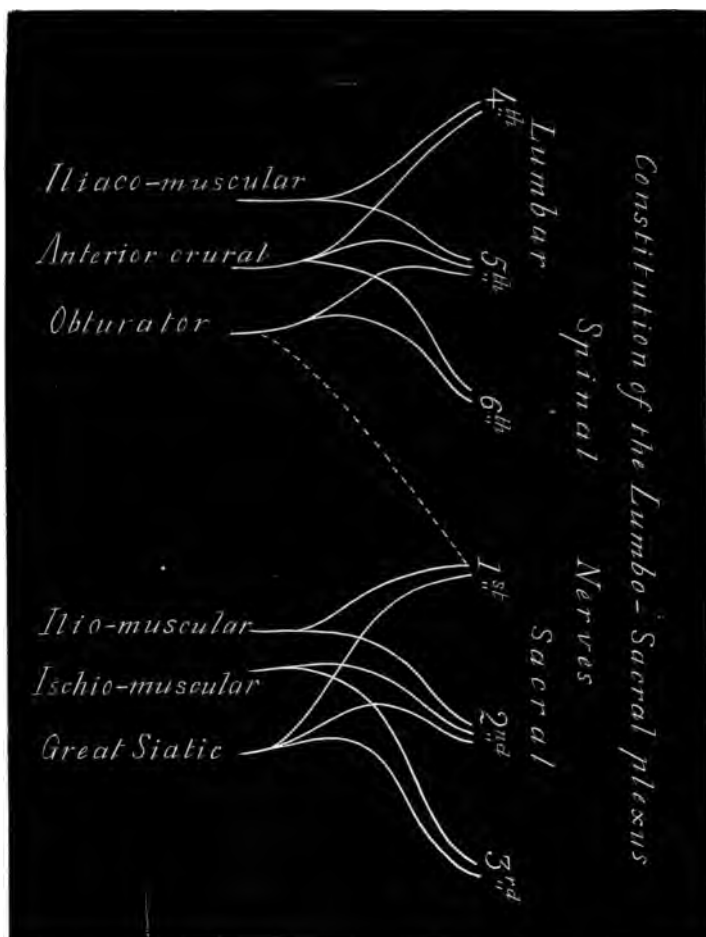 Constitution of the Lumbo-Sacral plexus
Spinal Nerves
Lumbar Sacral
4th 5th 6th 1st 2nd 3rd
Iliaco-muscular
Anterior crural
Obturator
Ilio-muscular
Ischio-muscular
Great Siatic